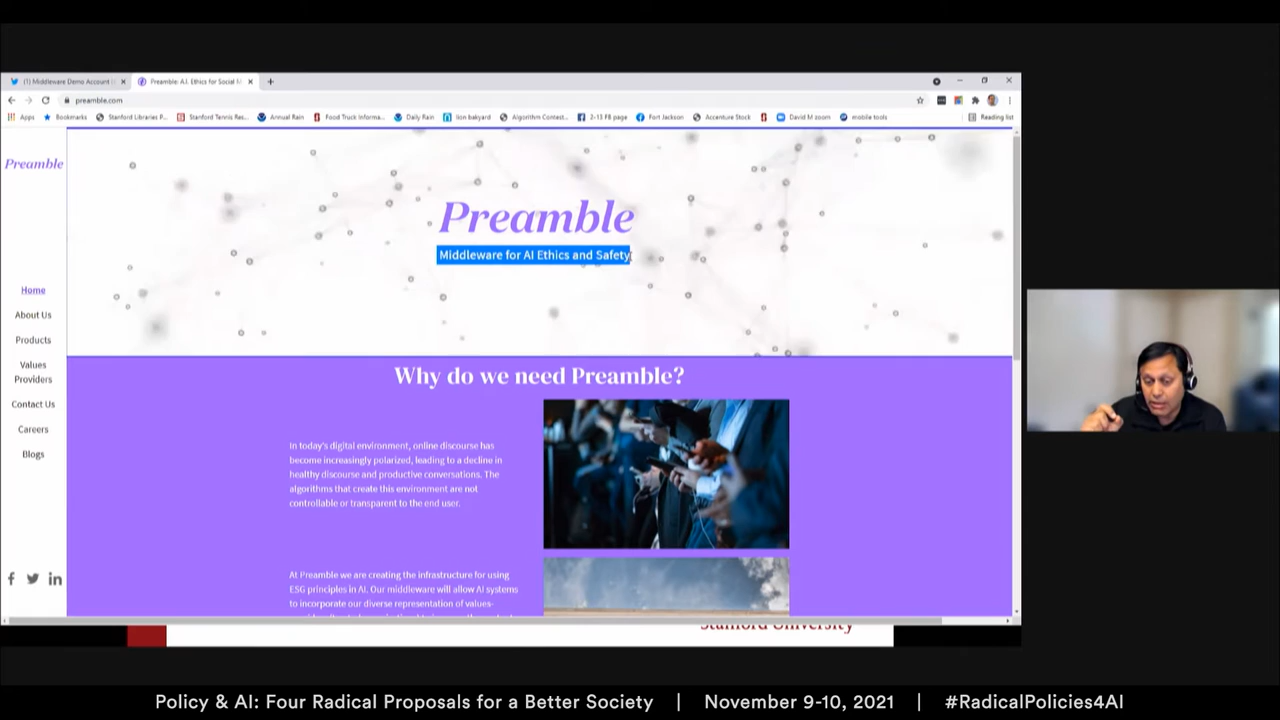 (1) Middleware Demo Account
Preamble: A.I. Ethics for Social M
preamble.com
Apps
Bookmarks
Stanford Libraries P...
Stanford Tennis Res...
Annual Rain
Food Truck Informa...
Daily Rain
lion bakyard
Algorithm Contest...
2-13 FB page
Fort Jackson
Accenture Stock
David M zoom
mobile tools
Reading list
Preamble
Home
About Us
Products
Values
Providers
Contact Us
Careers
Blogs
Preamble
Middleware for AI Ethics and Safety
Why do we need Preamble?
In today's digital environment, online discourse has
become increasingly polarized, leading to a decline in
healthy discourse and productive conversations. The
algorithms that create this environment are not
controllable or transparent to the end user.
At Preamble we are creating the infrastructure for using
ESG principles in AI. Our middleware will allow AI systems
to incorporate our diverse representation of values-
Stanford University
Policy & AI: Four Radical Proposals for a Better Society | November 9-10, 2021 | #RadicalPolicies4AI